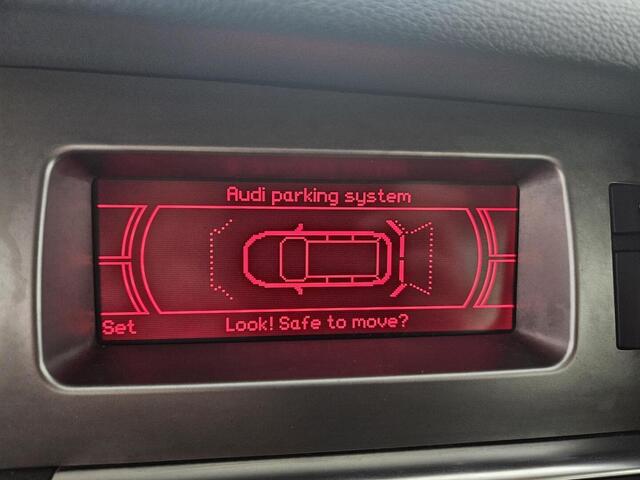 Audi parking system
Set
Look! Safe to move?